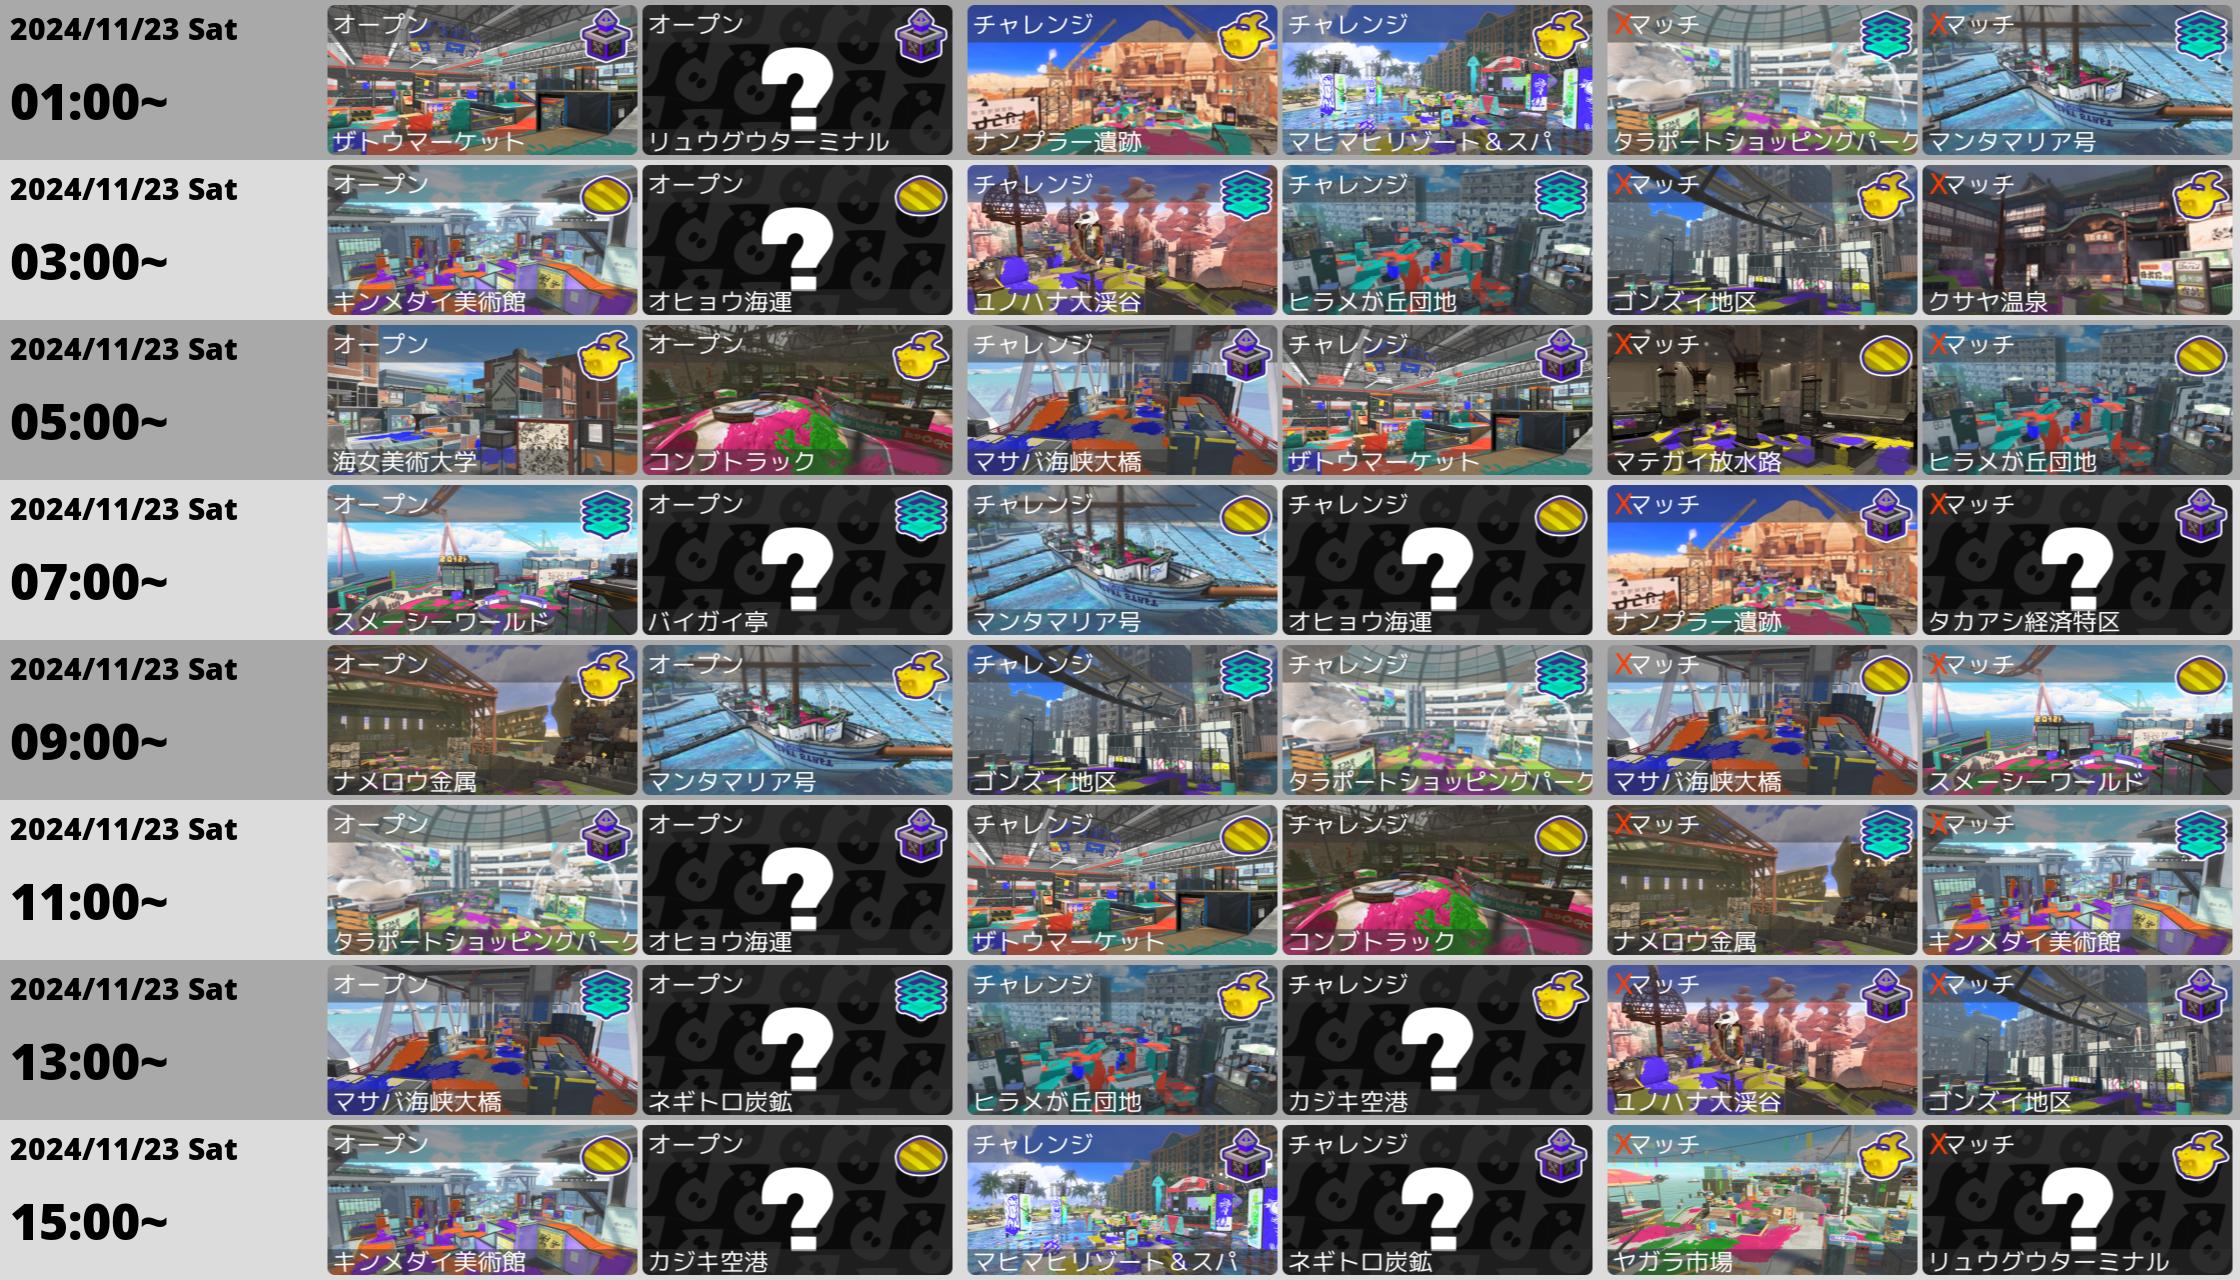 2024/11/23 Sat
01:00~
オープン
ザトウマーケット
オープン
リュウグウターミナル
チャレンジ
ナンプラー遺跡
チャレンジ
マヒマヒリゾート＆スパ
Xマッチ
タラポートショッピングパーク
Xマッチ
マンタマリア号
2024/11/23 Sat
03:00~
オープン
キンメダイ美術館
オープン
オヒョウ海運
チャレンジ
ユノハナ大渓谷
チャレンジ
ヒラメが丘団地
Xマッチ
ゴンズイ地区
Xマッチ
クサヤ温泉
2024/11/23 Sat
05:00~
オープン
海女美術大学
オープン
コンブトラック
チャレンジ
マサバ海峡大橋
チャレンジ
ザトウマーケット
Xマッチ
マテガイ放水路
Xマッチ
ヒラメが丘団地
2024/11/23 Sat
07:00~
オープン
スメーシーワールド
オープン
バイガイ亭
チャレンジ
マンタマリア号
チャレンジ
オヒョウ海運
Xマッチ
ナンプラー遺跡
Xマッチ
タカアシ経済特区
2024/11/23 Sat
09:00~
オープン
ナメロウ金属
オープン
マンタマリア号
チャレンジ
ゴンズイ地区
チャレンジ
タラポートショッピングパーク
Xマッチ
マサバ海峡大橋
Xマッチ
スメーシーワールド
2024/11/23 Sat
11:00~
オープン
タラポートショッピングパーク
オープン
オヒョウ海運
チャレンジ
ザトウマーケット
チャレンジ
コンブトラック
Xマッチ
ナメロウ金属
Xマッチ
キンメダイ美術館
2024/11/23 Sat
13:00~
オープン
マサバ海峡大橋
オープン
ネギトロ炭鉱
チャレンジ
ヒラメが丘団地
チャレンジ
カジキ空港
Xマッチ
ユノハナ大渓谷
Xマッチ
ゴンズイ地区
2024/11/23 Sat
15:00~
オープン
キンメダイ美術館
オープン
カジキ空港
チャレンジ
マヒマヒリゾート＆スパ
チャレンジ
ネギトロ炭鉱
Xマッチ
ヤガラ市場
Xマッチ
リュウグウターミナル